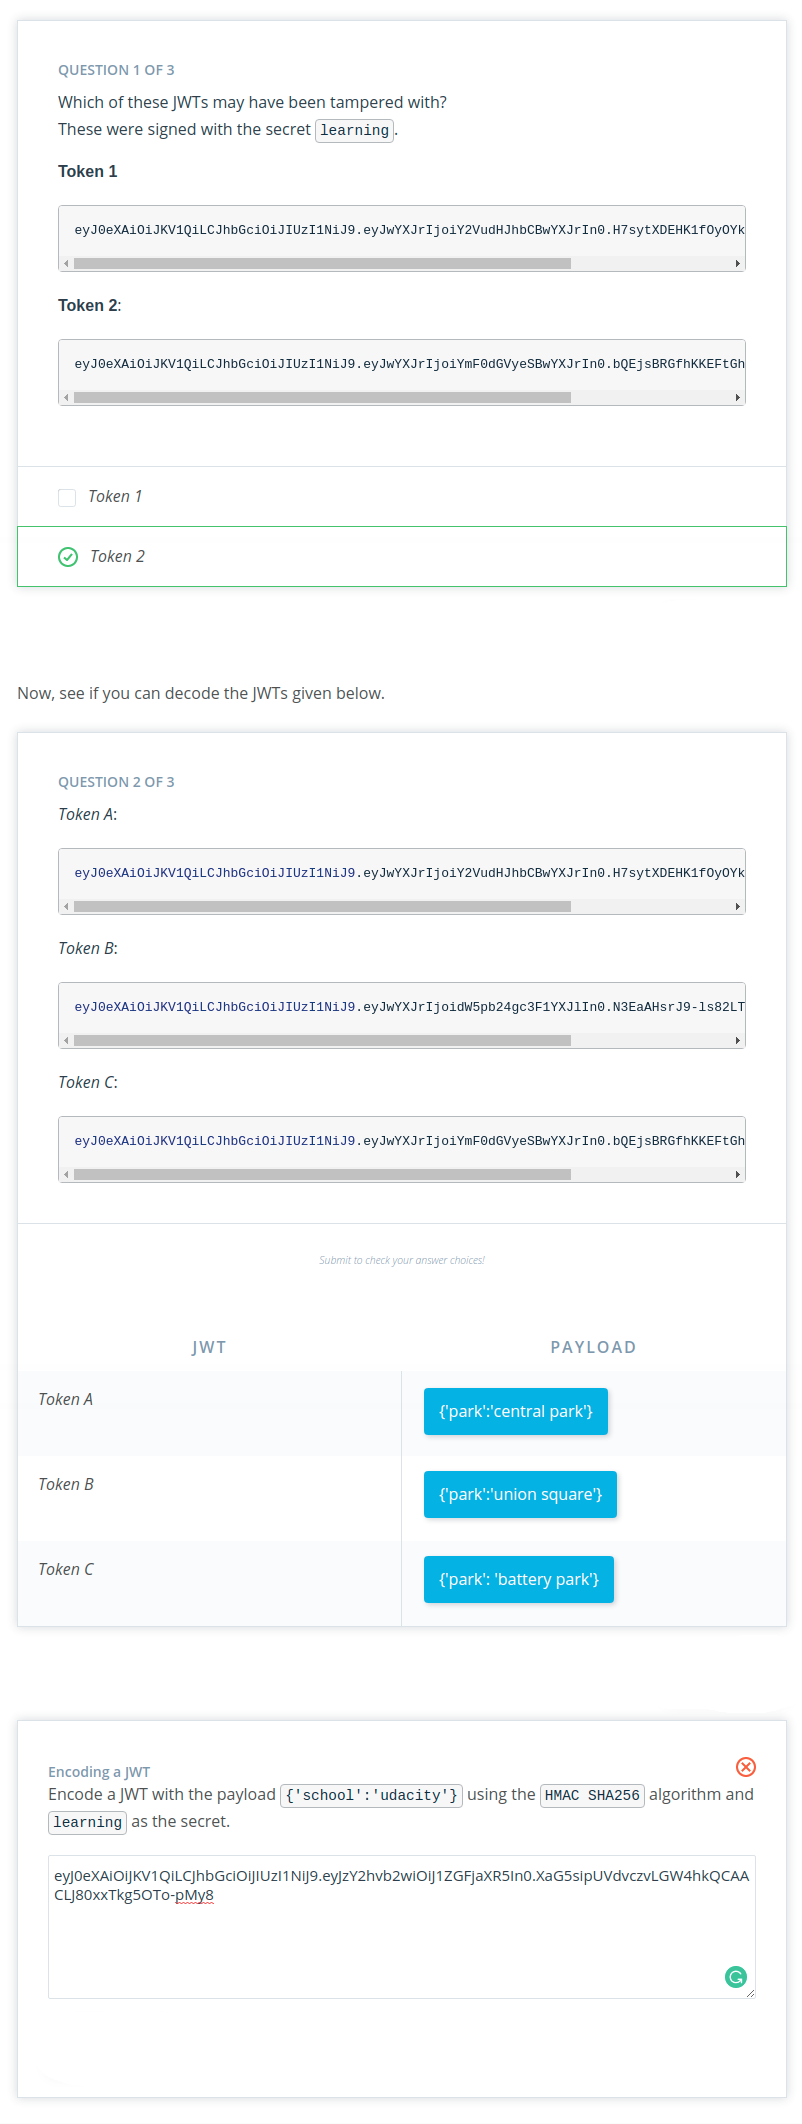 QUESTION 1 OF 3
Which of these JWTs may have been tampered with?
These were signed with the secret learning.
Token 1
eyJ0eXAiOiJKV1QiLCJhbGciOiJIUzI1NiJ9.eyJwYXJrIjoiY2VudHJhbCBwYXJrIn0.H7sytXDEHK1fOyOYk
Token 2:
eyJ0eXAiOiJKV1QiLCJhbGciOiJIUzI1NiJ9.eyJwYXJrIjoiYmF0dGVyeSBwYXJrIn0.bQEjsBRGfhKKEFtGh
Token 1
Token 2
Now, see if you can decode the JWTs given below.
QUESTION 2 OF 3
Token A:
eyJ0eXAiOiJKV1QiLCJhbGciOiJIUzI1NiJ9.eyJwYXJrIjoiY2VudHJhbCBwYXJrIn0.H7sytXDEHK1fOyOYk
Token B:
eyJ0eXAiOiJKV1QiLCJhbGciOiJIUzI1NiJ9.eyJwYXJrIjoidW5pb24gc3F1YXJlIn0.N3EaAHsrJ9-ls82LT
Token C:
eyJ0eXAiOiJKV1QiLCJhbGciOiJIUzI1NiJ9.eyJwYXJrIjoiYmF0dGVyeSBwYXJrIn0.bQEjsBRGfhKKEFtGh
Submit to check your answer choices!
JWT PAYLOAD
Token A {'park':'central park'}
Token B {'park':'union square'}
Token C {'park': 'battery park'}
Encoding a JWT
Encode a JWT with the payload {'school':'udacity'} using the HMAC SHA256 algorithm and
learning as the secret.
eyJ0eXAiOiJKV1QiLCJhbGciOiJIUzI1NiJ9.eyJzY2hvb2wiOiJ1ZGFjaXR5In0.XaG5sipUVdvczvLGW4hkQCAA
CLJ80xxTkg5OTo-pMy8